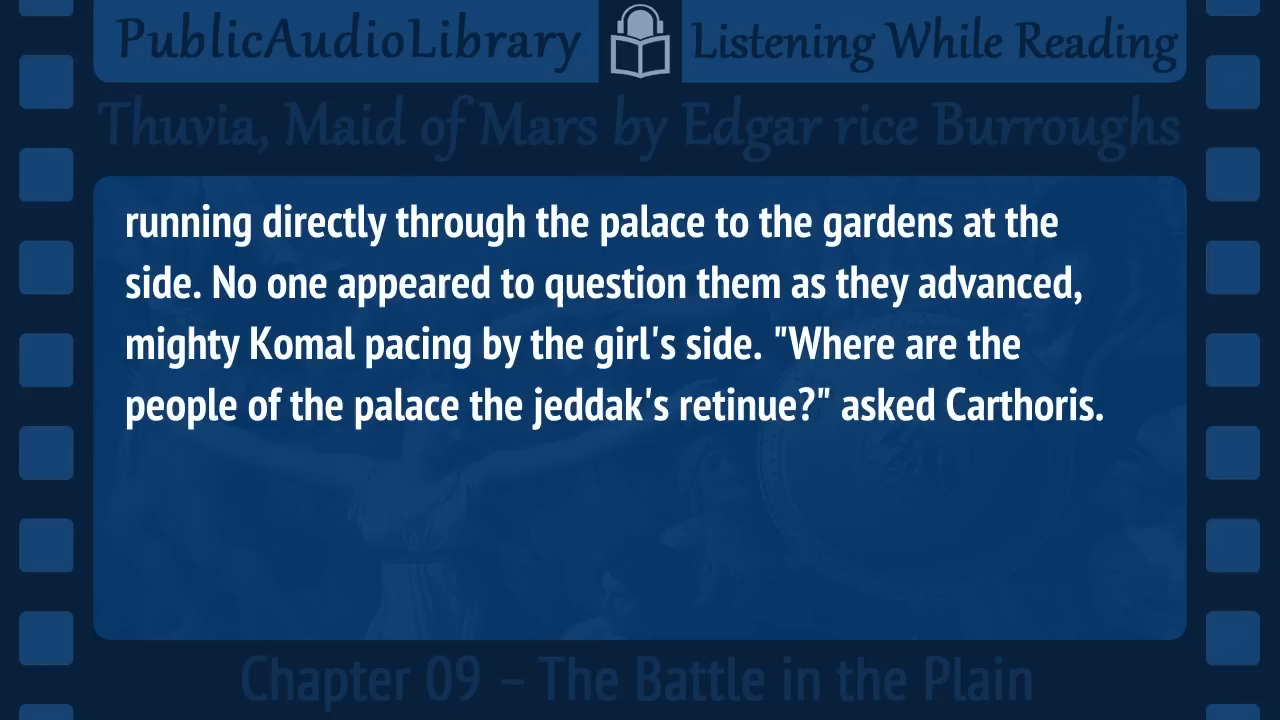 PublicAudioLibrary Listening While Reading
Thuvia, Maid of Mars by Edgar rice Burroughs
running directly through the palace to the gardens at the
side. No one appeared to question them as they advanced,
mighty Komal pacing by the girl's side. "Where are the
people of the palace the jeddak's retinue?" asked Carthoris.
Chapter 09 – The Battle in the Plain